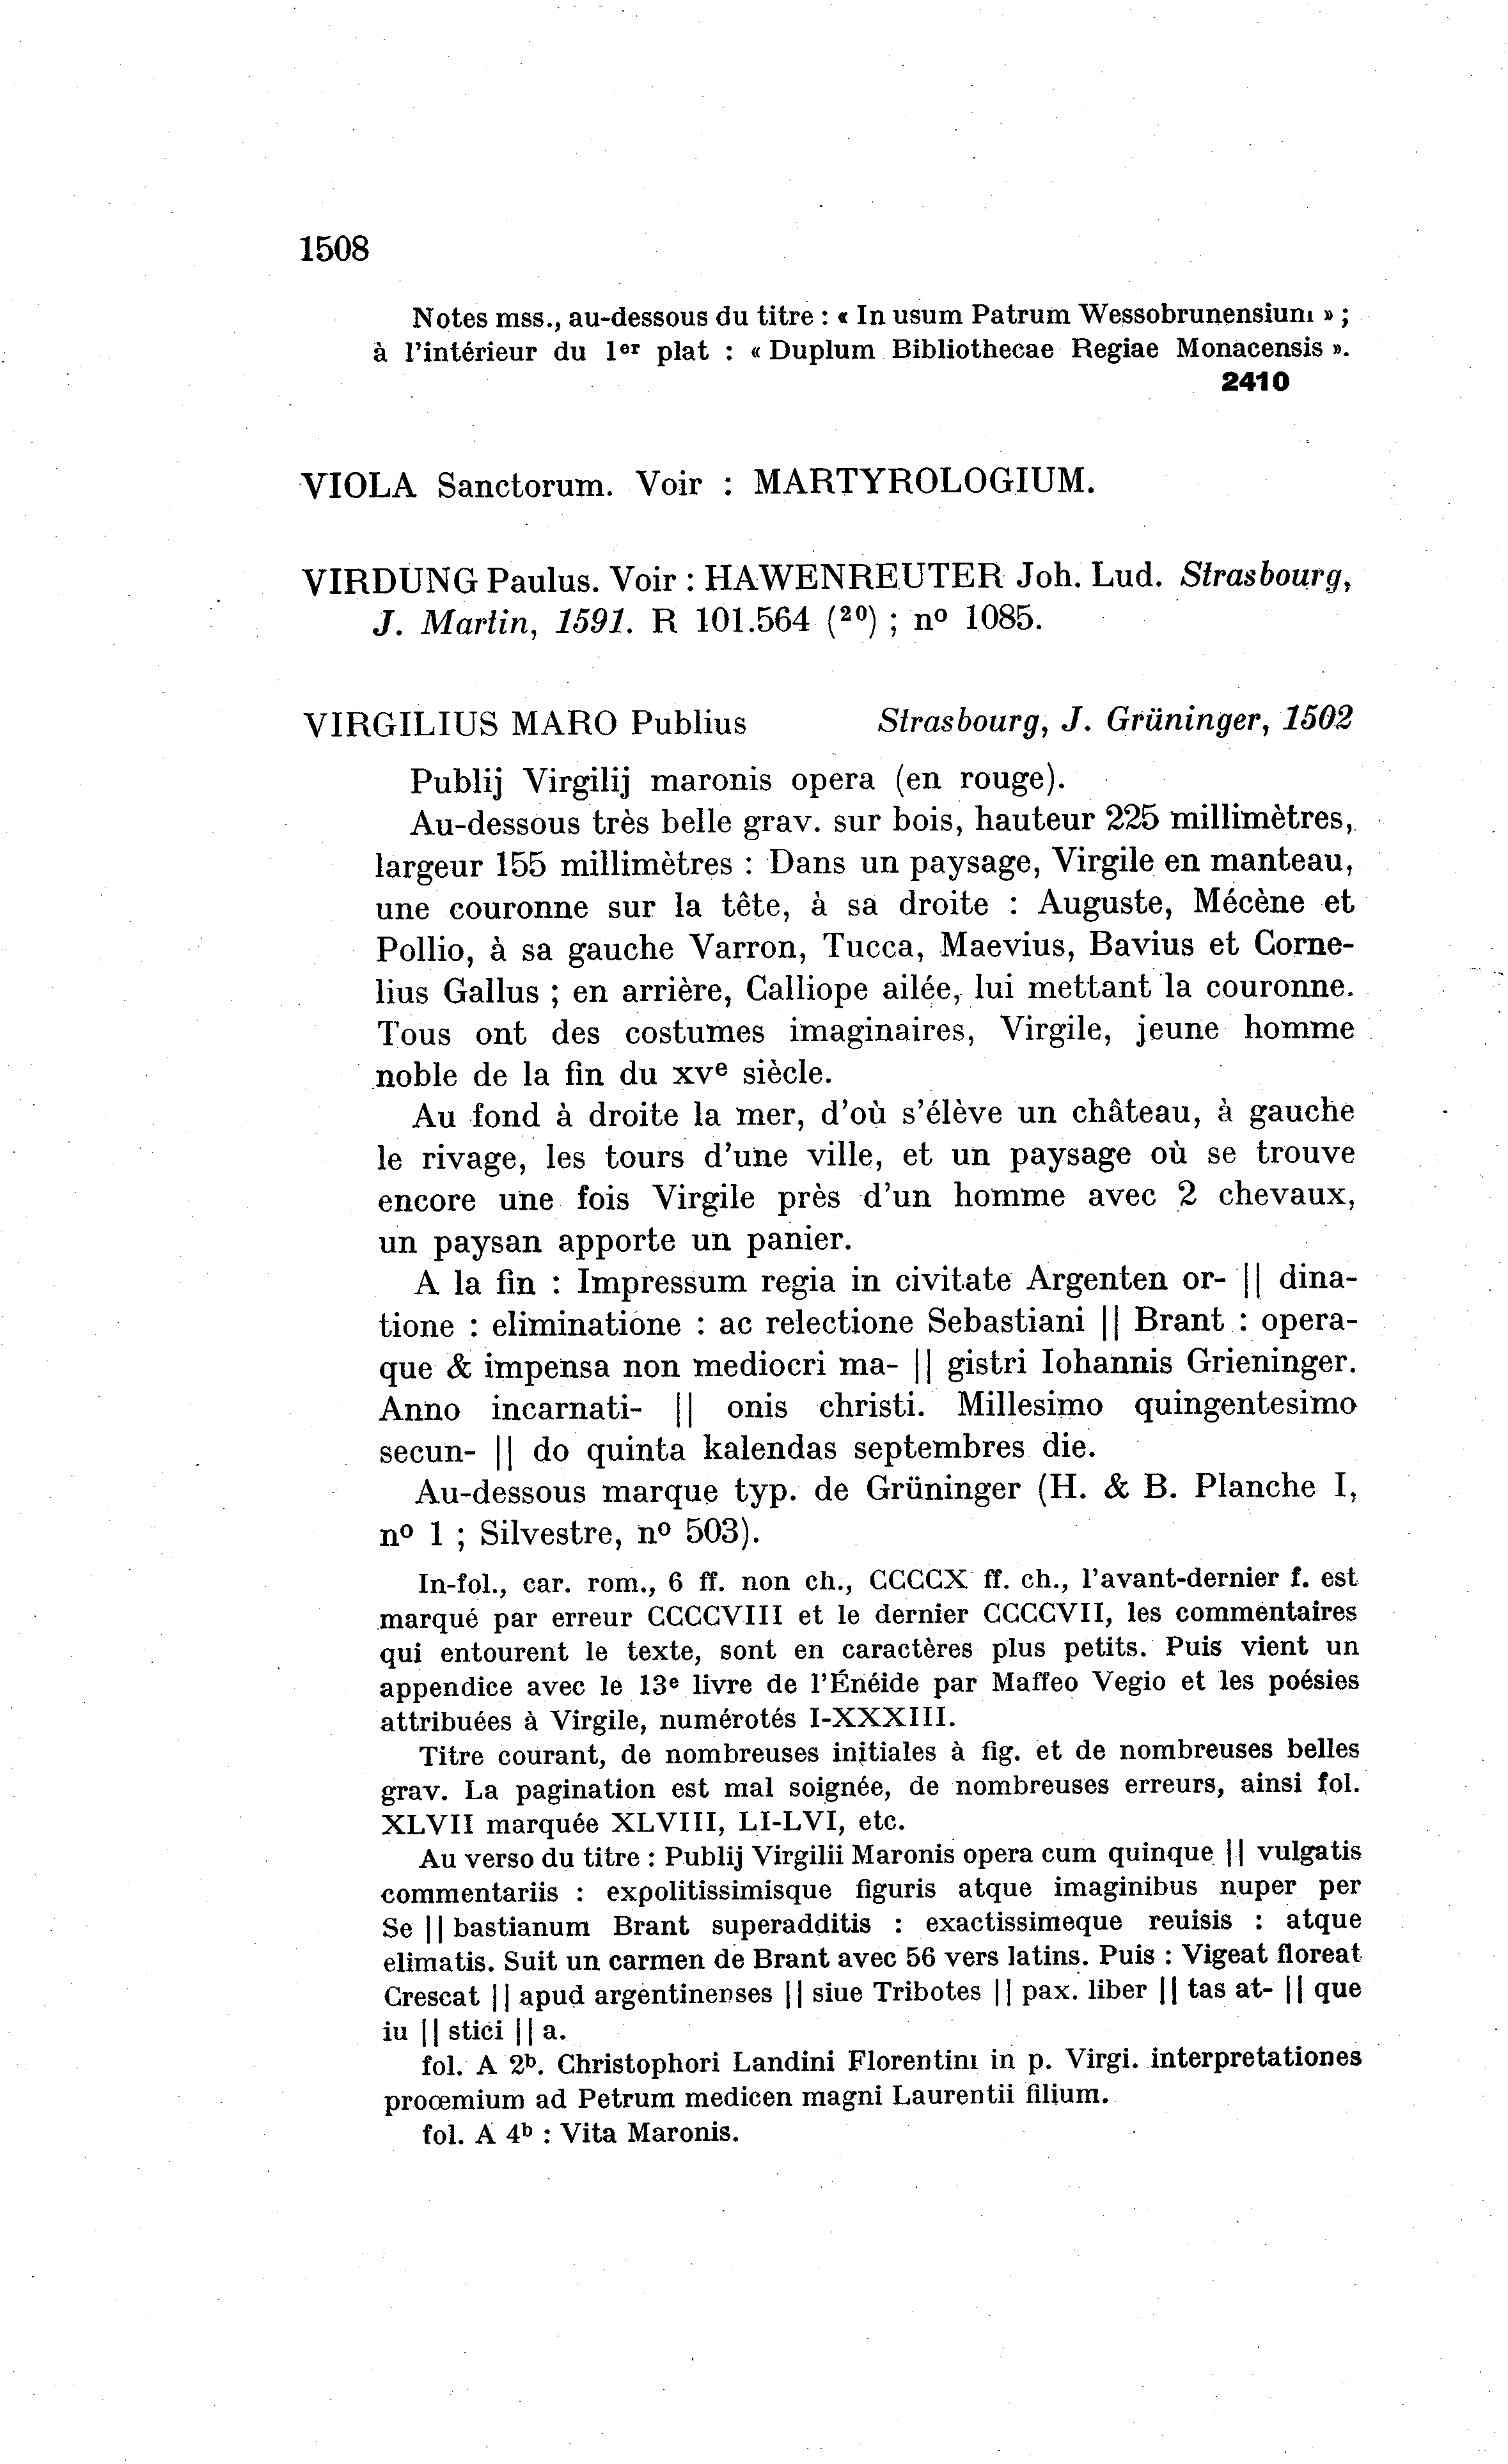 1508
Notes mss., au-dessous du titre : « In usum Patrum Wessobrunensium » ;
à l'intérieur du 1er plat : « Duplum Bibliothecae Regiae Monacensis ».
2410
VIOLA Sanctorum. Voir : MARTYROLOGIUM.
VIRDUNG Paulus. Voir : HAWENREUTER Joh. Lud. Strasbourg,
J. Martin, 1591. R 101.564 (20) ; nº 1085.
VIRGILIUS MARO Publius Strasbourg, J. Grüninger, 1502
Publij Virgilij maronis opera (en rouge).
Au-dessous très belle grav. sur bois, hauteur 225 millimètres,
largeur 155 millimètres : Dans un paysage, Virgile en manteau,
une couronne sur la tête, à sa droite : Auguste, Mécène et
Pollio, à sa gauche Varron, Tucca, Maevius, Bavius et Corne-
lius Gallus ; en arrière, Calliope ailée, lui mettant la couronne.
Tous ont des costumes imaginaires, Virgile, jeune homme
noble de la fin du XVe siècle.
Au fond à droite la mer, d'où s'élève un château, à gauche
le rivage, les tours d'une ville, et un paysage où se trouve
encore une fois Virgile près d'un homme avec 2 chevaux,
un paysan apporte un panier.
A la fin : Impressum regia in civitate Argenten or- || dina-
tione : eliminatione : ac relectione Sebastiani || Brant : opera-
que & impensa non mediocri ma- || gistri Iohannis Grieninger.
Anno incarnati- || onis christi. Millesimo quingentesimo
secun- || do quinta kalendas septembres die.
Au-dessous marque typ. de Grüninger (H. & B. Planche I,
nº 1 ; Silvestre, nº 503).
In-fol., car. rom., 6 ff. non ch., CCCCX ff. ch., l'avant-dernier f. est
marqué par erreur CCCCVIII et le dernier CCCCVII, les commentaires
qui entourent le texte, sont en caractères plus petits. Puis vient un
appendice avec le 13e livre de l'Énéide par Maffeo Vegio et les poésies
attribuées à Virgile, numérotés I-XXXIII.
Titre courant, de nombreuses initiales à fig. et de nombreuses belles
grav. La pagination est mal soignée, de nombreuses erreurs, ainsi fol.
XLVII marquée XLVIII, LI-LVI, etc.
Au verso du titre : Publij Virgilii Maronis opera cum quinque || vulgatis
commentariis : expolitissimisque figuris atque imaginibus nuper per
Se || bastianum Brant superadditis : exactissimeque reuisis : atque
elimatis. Suit un carmen de Brant avec 56 vers latins. Puis : Vigeat floreat
Crescat || apud argentinenses || siue Tribotes || pax. liber || tas at- || que
iu || stici || a.
fol. A 2b. Christophori Landini Florentini in p. Virgi. interpretationes
proœmium ad Petrum medicen magni Laurentii filium.
fol. A 4b : Vita Maronis.